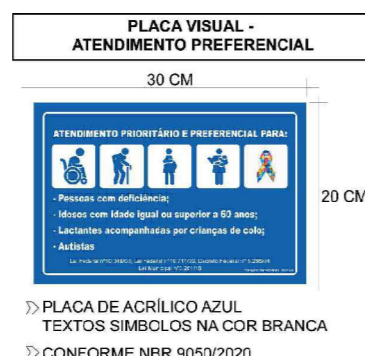 PLACA VISUAL -
ATENDIMENTO PREFERENCIAL
30 CM
ATENDIMENTO PRIORITÁRIO E PREFERENCIAL PARA:
- Pessoas com deficiência;
- Idosos com idade igual ou superior a 60 anos;
- Lactantes acompanhadas por crianças de colo;
- Autistas
20 CM
PLACA DE ACRÍLICO AZUL
TEXTOS SIMBOLOS NA COR BRANCA
CONFORME NBR 9050/2020